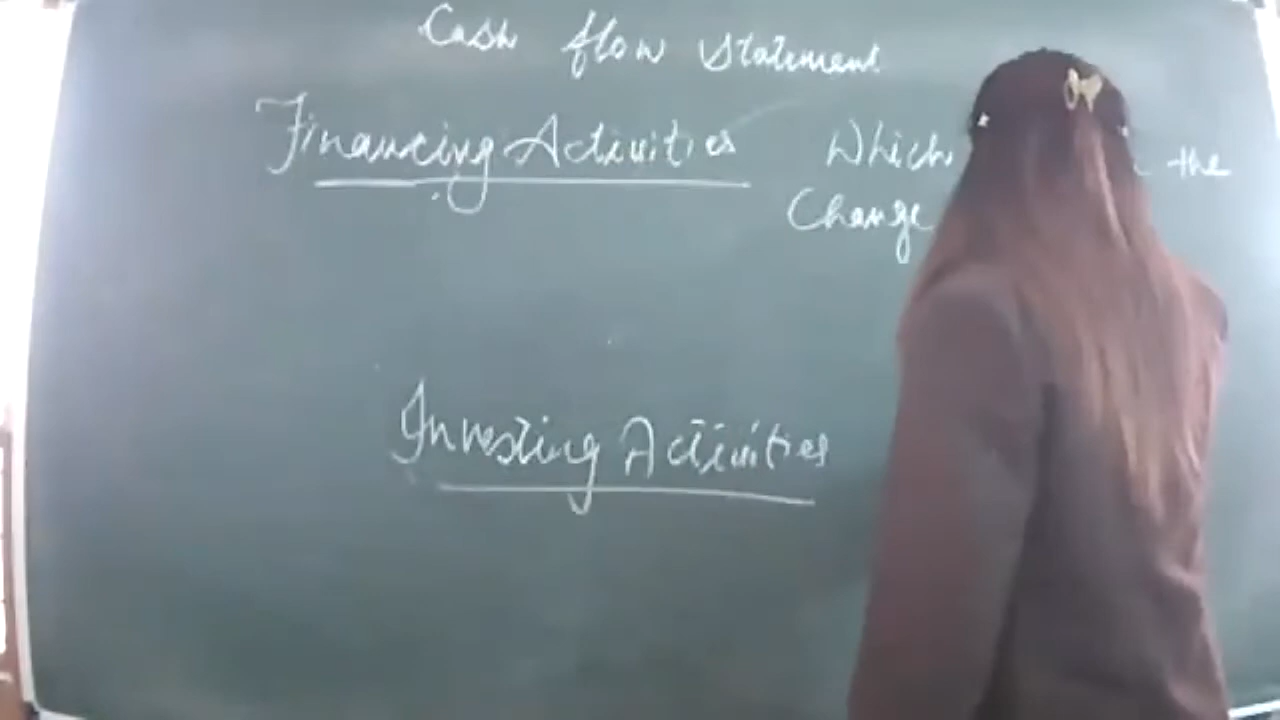 Cash flow statement
Financing Activities Which the
Change
Investing Activities